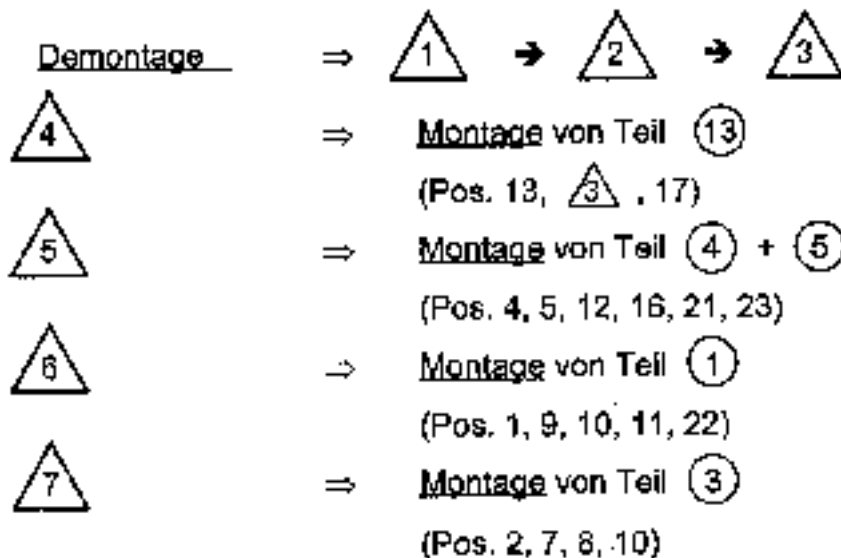 Demontage ⇒ 1 → 2 → 3
4 ⇒ Montage von Teil 13
(Pos. 13, 3 , 17)
5 ⇒ Montage von Teil 4 + 5
(Pos. 4, 5, 12, 16, 21, 23)
6 ⇒ Montage von Teil 1
(Pos. 1, 9, 10, 11, 22)
7 ⇒ Montage von Teil 3
(Pos. 2, 7, 8, 10)